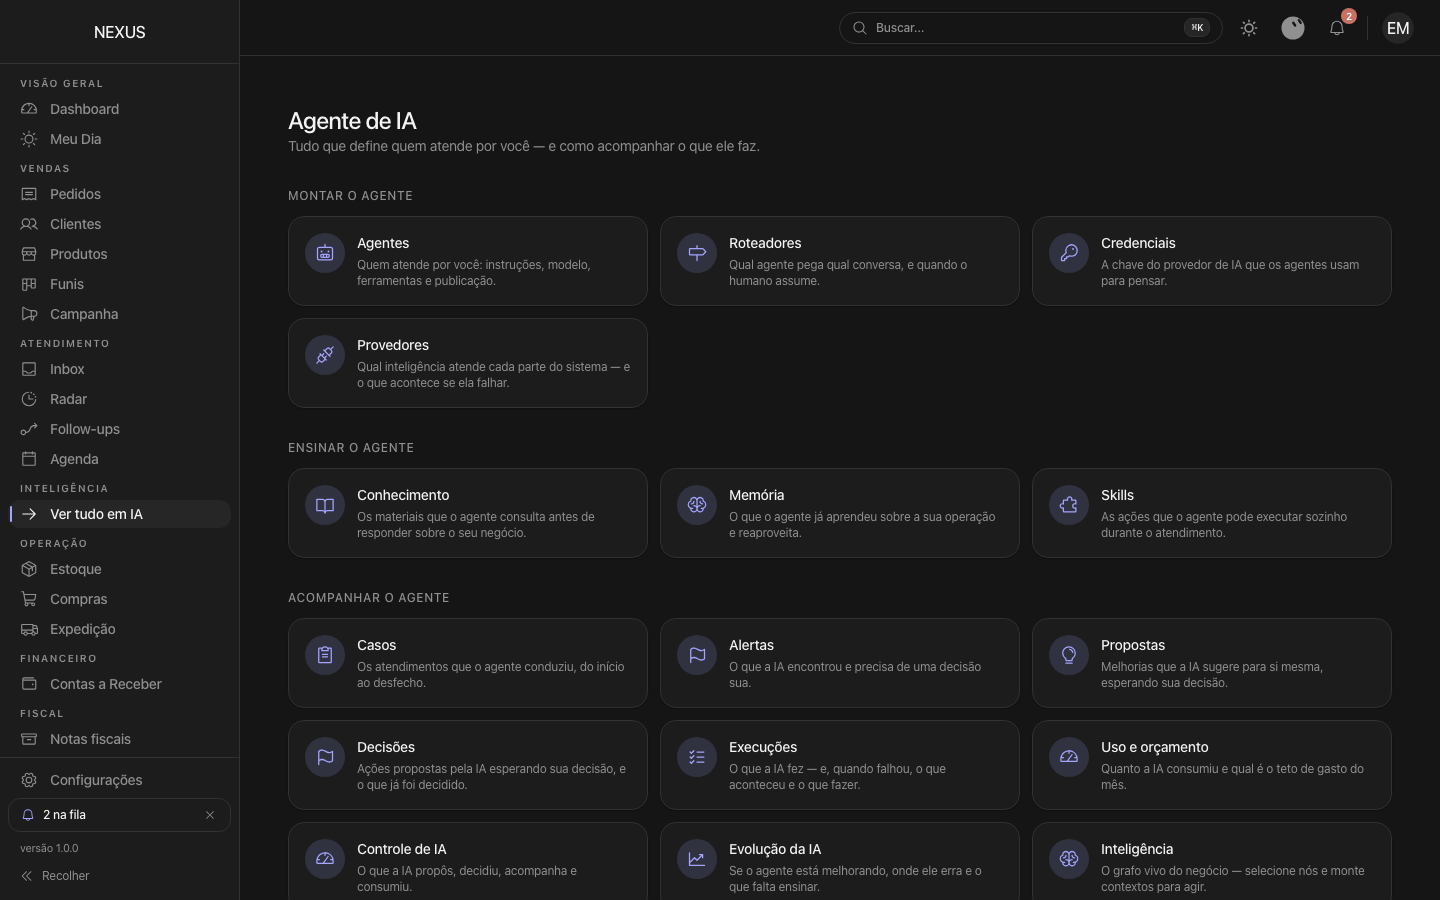 NEXUS
Buscar...
⌘K
2
EM
VISÃO GERAL
Dashboard
Meu Dia
VENDAS
Pedidos
Clientes
Produtos
Funis
Campanha
ATENDIMENTO
Inbox
Radar
Follow-ups
Agenda
INTELIGÊNCIA
Ver tudo em IA
OPERAÇÃO
Estoque
Compras
Expedição
FINANCEIRO
Contas a Receber
FISCAL
Notas fiscais
Configurações
2 na fila
versão 1.0.0
Recolher
Agente de IA
Tudo que define quem atende por você — e como acompanhar o que ele faz.
MONTAR O AGENTE
Agentes
Quem atende por você: instruções, modelo,
ferramentas e publicação.
Roteadores
Qual agente pega qual conversa, e quando o
humano assume.
Credenciais
A chave do provedor de IA que os agentes usam
para pensar.
Provedores
Qual inteligência atende cada parte do sistema — e
o que acontece se ela falhar.
ENSINAR O AGENTE
Conhecimento
Os materiais que o agente consulta antes de
responder sobre o seu negócio.
Memória
O que o agente já aprendeu sobre a sua operação
e reaproveita.
Skills
As ações que o agente pode executar sozinho
durante o atendimento.
ACOMPANHAR O AGENTE
Casos
Os atendimentos que o agente conduziu, do início
ao desfecho.
Alertas
O que a IA encontrou e precisa de uma decisão
sua.
Propostas
Melhorias que a IA sugere para si mesma,
esperando sua decisão.
Decisões
Ações propostas pela IA esperando sua decisão, e
o que já foi decidido.
Execuções
O que a IA fez — e, quando falhou, o que
aconteceu e o que fazer.
Uso e orçamento
Quanto a IA consumiu e qual é o teto de gasto do
mês.
Controle de IA
O que a IA propôs, decidiu, acompanha e
consumiu.
Evolução da IA
Se o agente está melhorando, onde ele erra e o
que falta ensinar.
Inteligência
O grafo vivo do negócio — selecione nós e monte
contextos para agir.